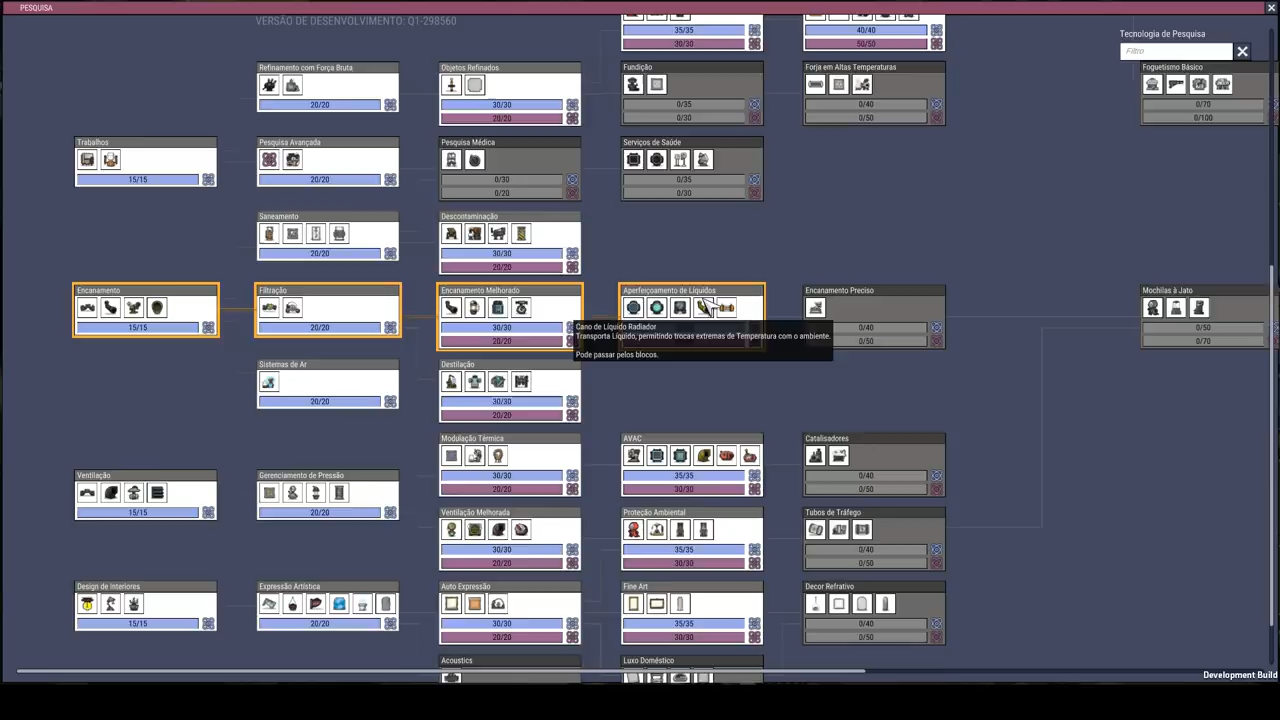 PESQUISA
VERSÃO DE DESENVOLVIMENTO: Q1-298560
35/35
30/30
40/40
50/50
Tecnologia de Pesquisa
Filtro
Refinamento com Força Bruta
20/20
Objetos Refinados
30/30
20/20
Fundição
0/35
0/30
Forja em Altas Temperaturas
0/40
0/50
Foguetismo Básico
0/70
0/100
Trabalhos
15/15
Pesquisa Avançada
20/20
Pesquisa Médica
0/30
0/20
Serviços de Saúde
0/35
0/30
Saneamento
20/20
Descontaminação
30/30
20/20
Encanamento
15/15
Filtração
20/20
Encanamento Melhorado
30/30
20/20
Aperfeiçoamento de Líquidos
Encanamento Preciso
0/40
0/50
Mochilas à Jato
0/50
0/70
Cano de Líquido Radiador
Transporta Líquido, permitindo trocas extremas de Temperatura com o ambiente.
Pode passar pelos blocos.
Sistemas de Ar
20/20
Destilação
30/30
20/20
Modulação Térmica
30/30
20/20
AVAC
35/35
30/30
Catalisadores
0/40
0/50
Ventilação
15/15
Gerenciamento de Pressão
20/20
Ventilação Melhorada
30/30
20/20
Proteção Ambiental
35/35
30/30
Tubos de Tráfego
0/40
0/50
Design de Interiores
15/15
Expressão Artística
20/20
Auto Expressão
30/30
20/20
Fine Art
35/35
30/30
Decor Refrativo
0/40
0/50
Acoustics
Luxo Doméstico
Development Build